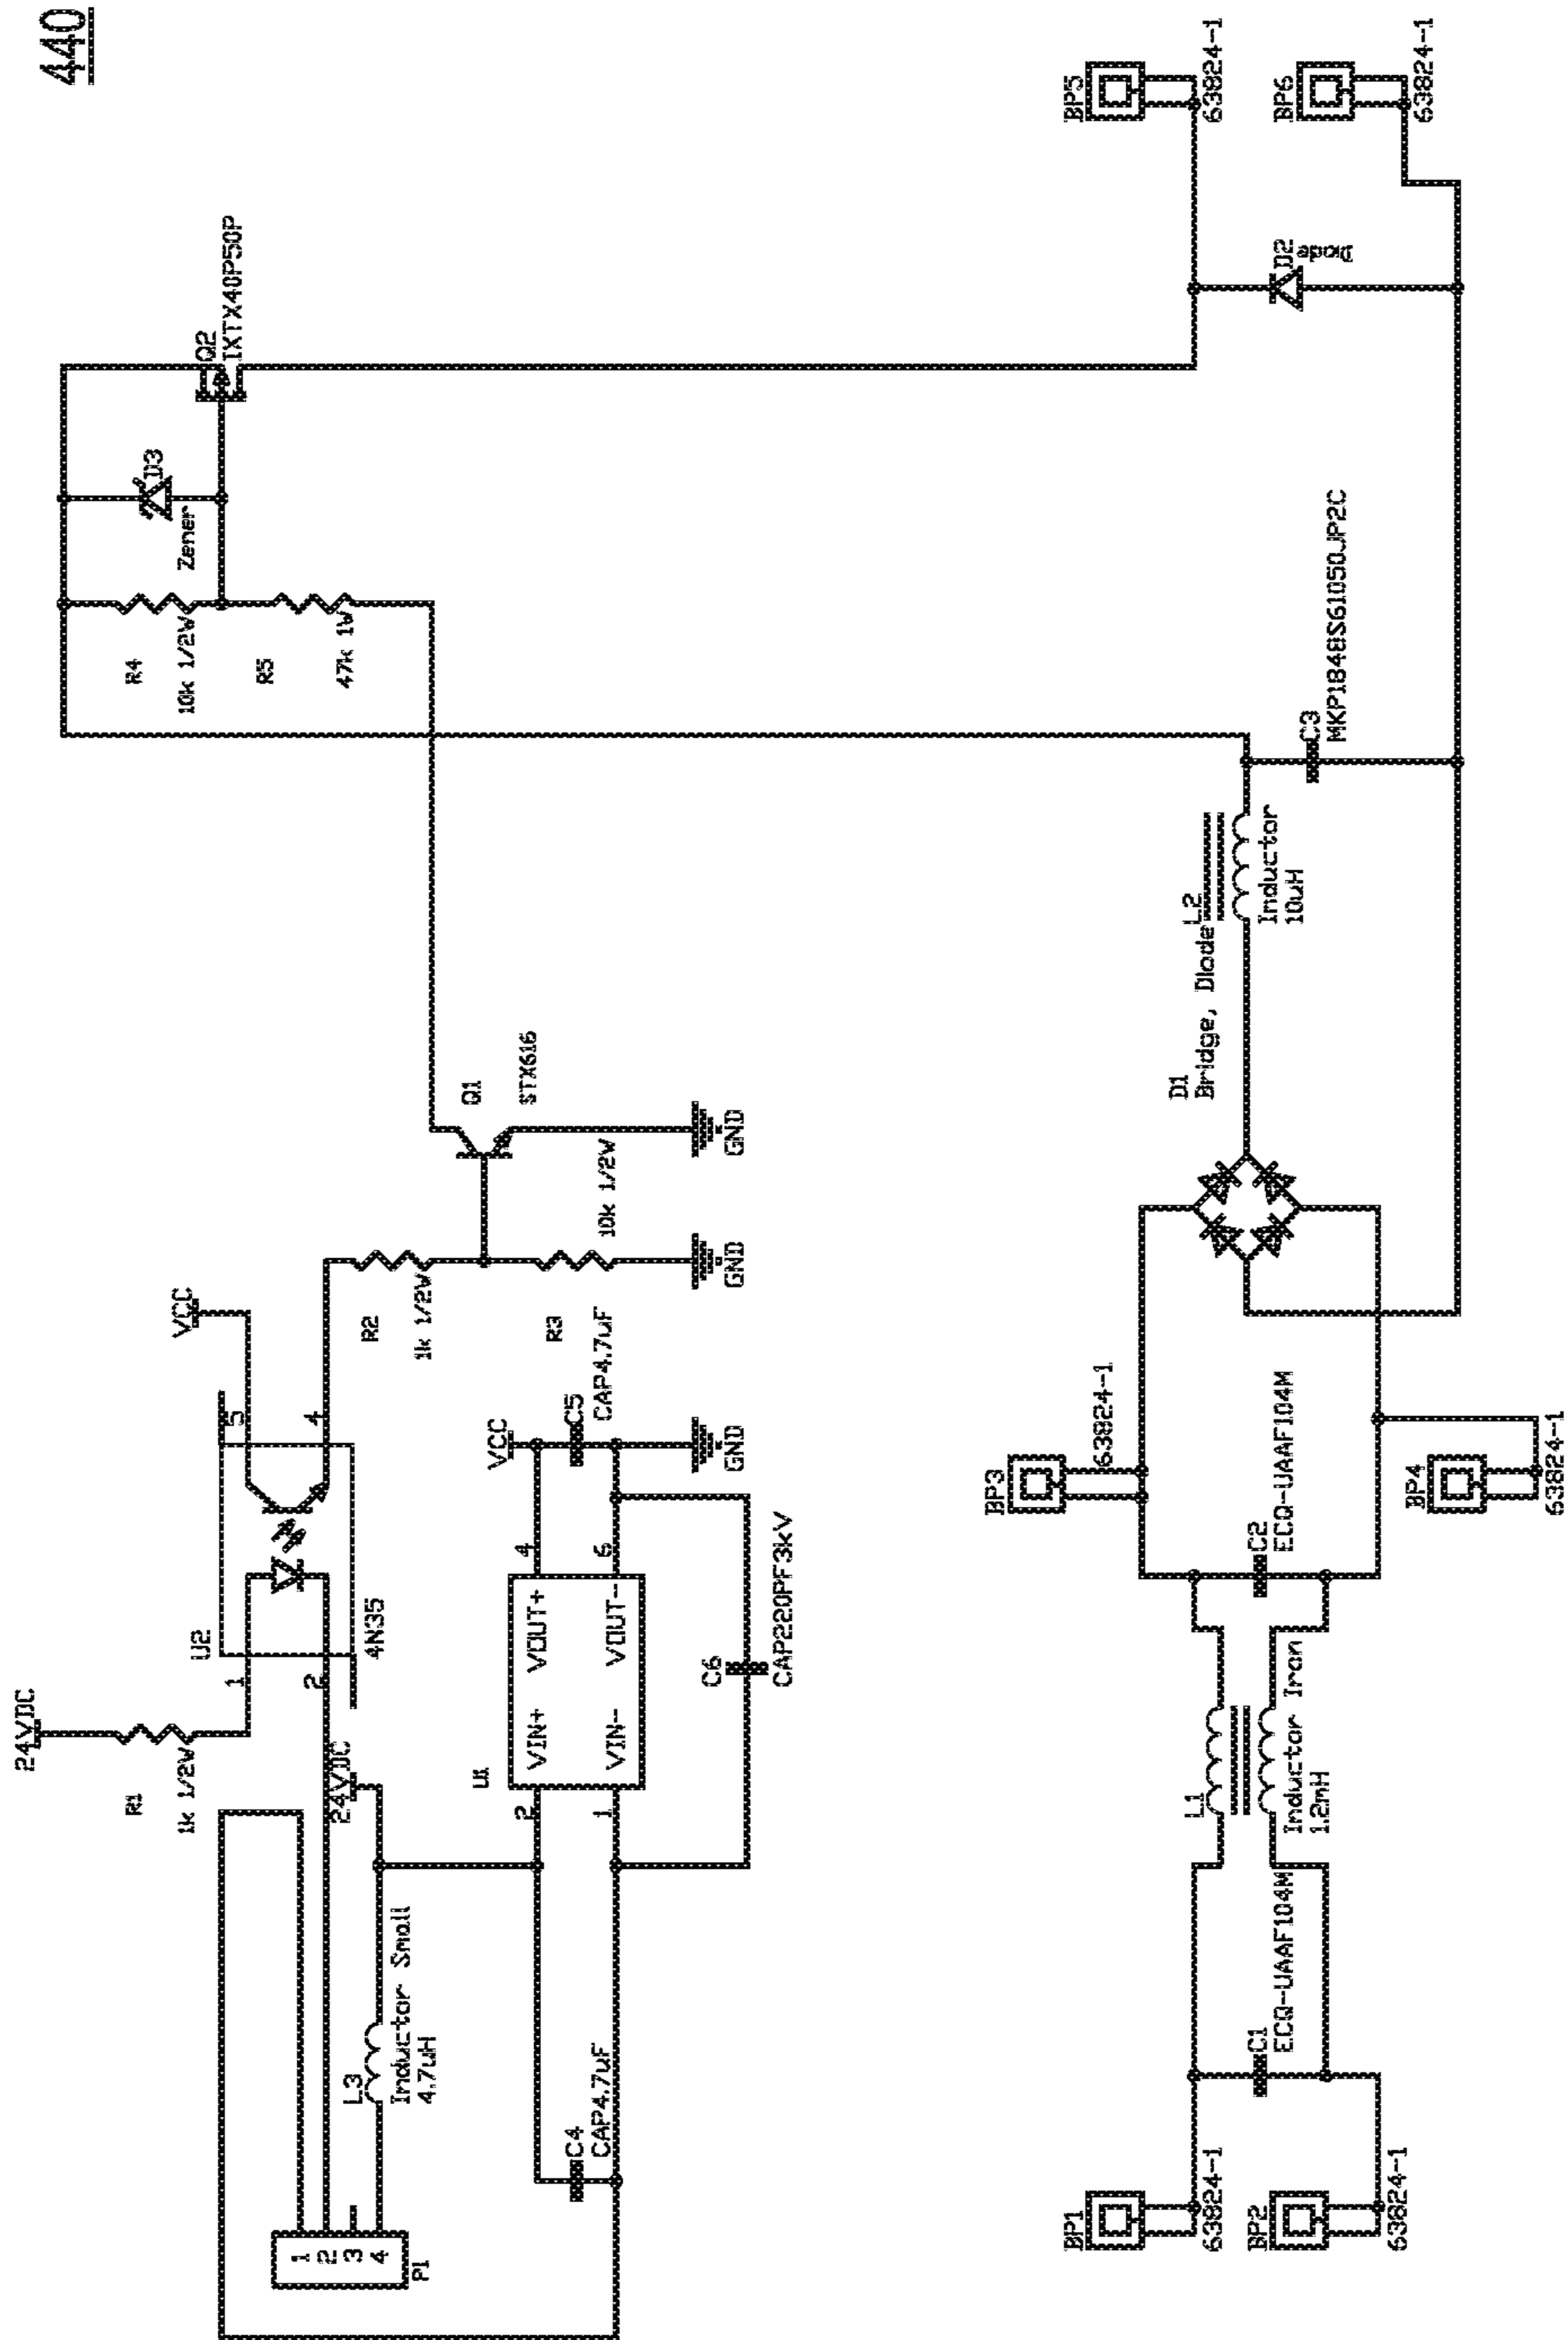 440
24VDC
R1
1k 1/2W
U2
1
2
5
4
4N35
VCC
R2
1k 1/2W
R3
10k 1/2W
GND
Q1
STX616
GND
R4
10k 1/2W
R5
47k 1W
Zener
D3
Q2
IXTX40P50P
P1
1
2
3
4
L3
Inductor Small
4.7uH
24VDC
U1
2
1
VIN+
VOUT+
VIN-
VOUT-
4
6
VCC
C5
CAP4.7uF
GND
C4
CAP4.7uF
C6
CAP220PF3kV
BP1
63824-1
BP2
63824-1
C1
ECQ-UAAF104M
L1
Inductor Iron
1.2mH
C2
ECQ-UAAF104M
BP3
63824-1
BP4
63824-1
D1
Bridge, Diode
L2
Inductor
10uH
C3
MKP1848S61050JP2C
D2
Diode
BP5
63824-1
BP6
63824-1